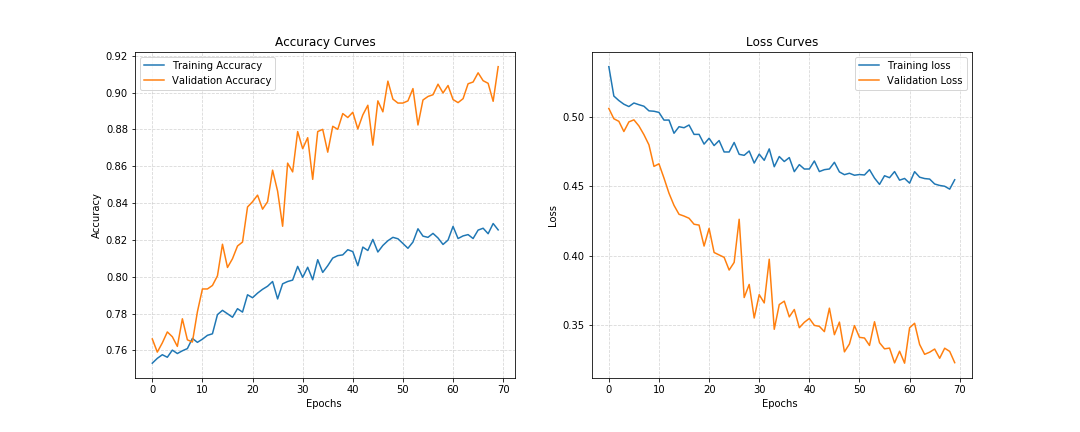 Accuracy Curves
Training Accuracy
Validation Accuracy
Accuracy
0.92
0.90
0.88
0.86
0.84
0.82
0.80
0.78
0.76
0 10 20 30 40 50 60 70
Epochs
Loss Curves
Training loss
Validation Loss
Loss
0.50
0.45
0.40
0.35
0 10 20 30 40 50 60 70
Epochs